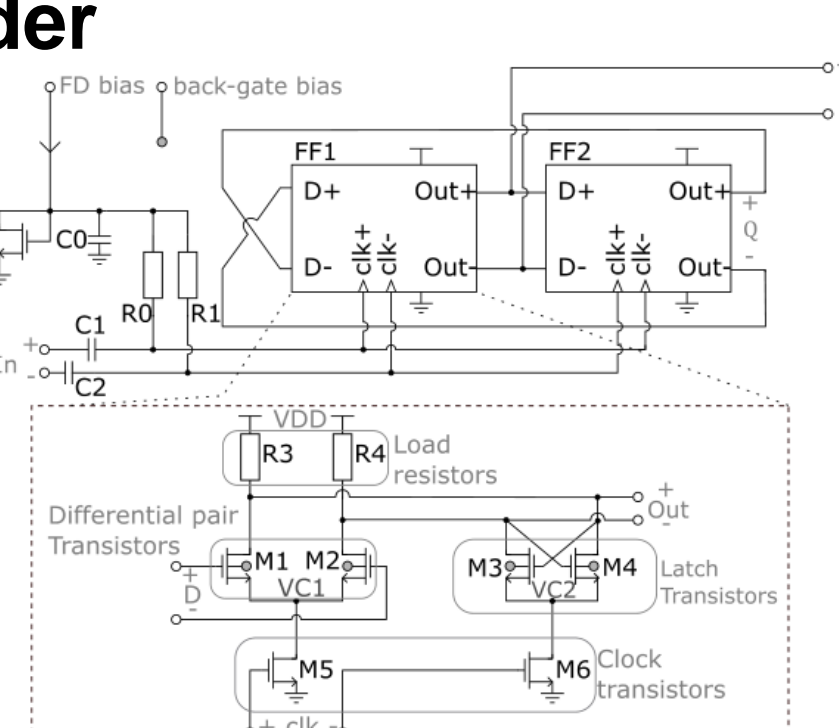 der
FD bias
back-gate bias
FF1
FF2
D+
Out+
D+
Out+
+
C0
clk+
clk-
clk+
clk-
Q
-
D-
Out-
D-
Out-
R0
R1
C1
+
In
-
C2
VDD
R3
R4
Load
resistors
+
Out
-
Differential pair
Transistors
M1
M2
M3
M4
+
D
-
VC1
VC2
Latch
Transistors
M5
M6
Clock
transistors
+ clk -